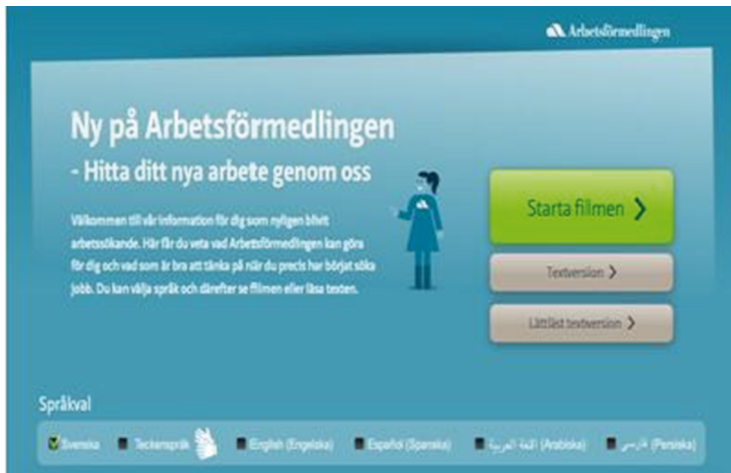 Arbetsförmedlingen
Ny på Arbetsförmedlingen
- Hitta ditt nya arbete genom oss
Välkommen till vår information för dig som nyligen blivit
arbetssökande. Här får du veta vad Arbetsförmedlingen kan göra
för dig och vad som är bra att tänka på när du precis har börjat söka
jobb. Du kan välja språk och därefter se filmen eller läsa texten.
Starta filmen
Textversion
Lättläst textversion
Språkval
Svenska Teckenspråk English (Engelska) Español (Spanska) اللغة العربية (Arabiska) فارسی (Persiska)